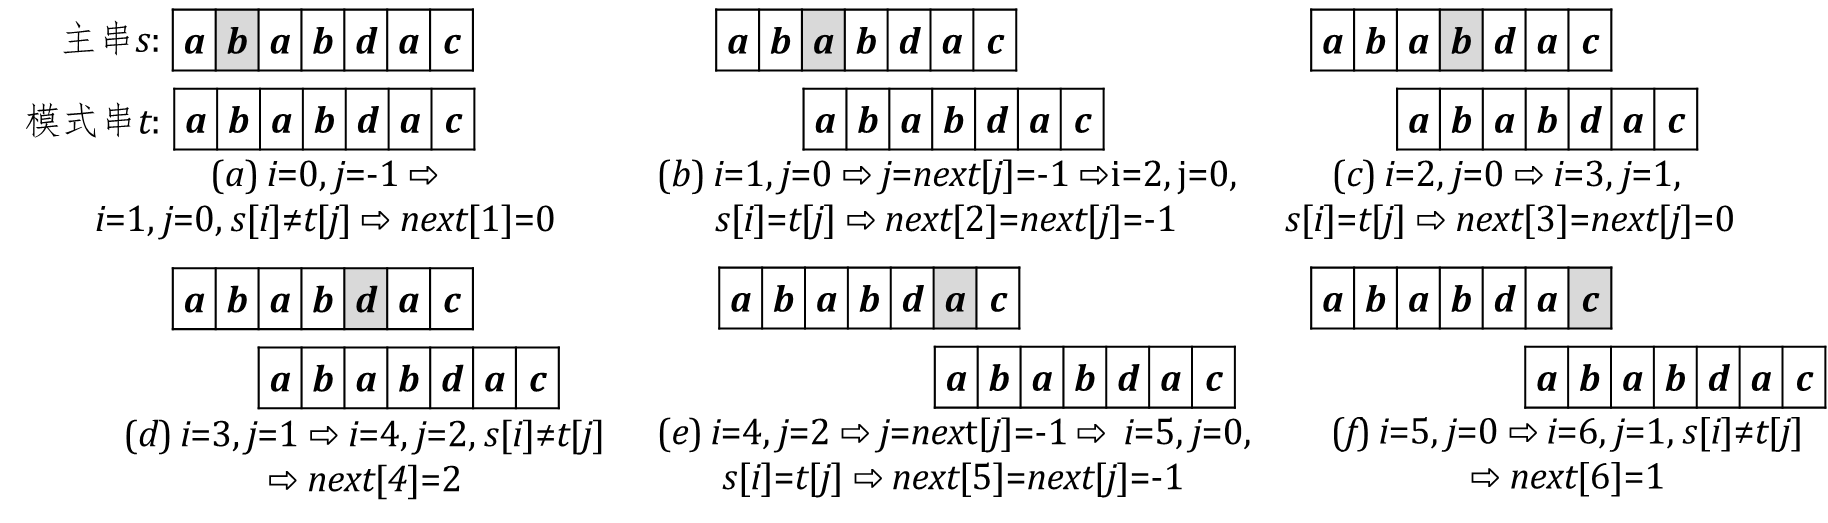 主串s: a b a b d a c
模式串t: a b a b d a c
(a) i=0, j=-1 ⇨
i=1, j=0, s[i]≠t[j] ⇨ next[1]=0
a b a b d a c
a b a b d a c
(b) i=1, j=0 ⇨ j=next[j]=-1 ⇨i=2, j=0,
s[i]=t[j] ⇨ next[2]=next[j]=-1
a b a b d a c
a b a b d a c
(c) i=2, j=0 ⇨ i=3, j=1,
s[i]=t[j] ⇨ next[3]=next[j]=0
a b a b d a c
a b a b d a c
(d) i=3, j=1 ⇨ i=4, j=2, s[i]≠t[j]
⇨ next[4]=2
a b a b d a c
a b a b d a c
(e) i=4, j=2 ⇨ j=next[j]=-1 ⇨ i=5, j=0,
s[i]=t[j] ⇨ next[5]=next[j]=-1
a b a b d a c
a b a b d a c
(f) i=5, j=0 ⇨ i=6, j=1, s[i]≠t[j]
⇨ next[6]=1